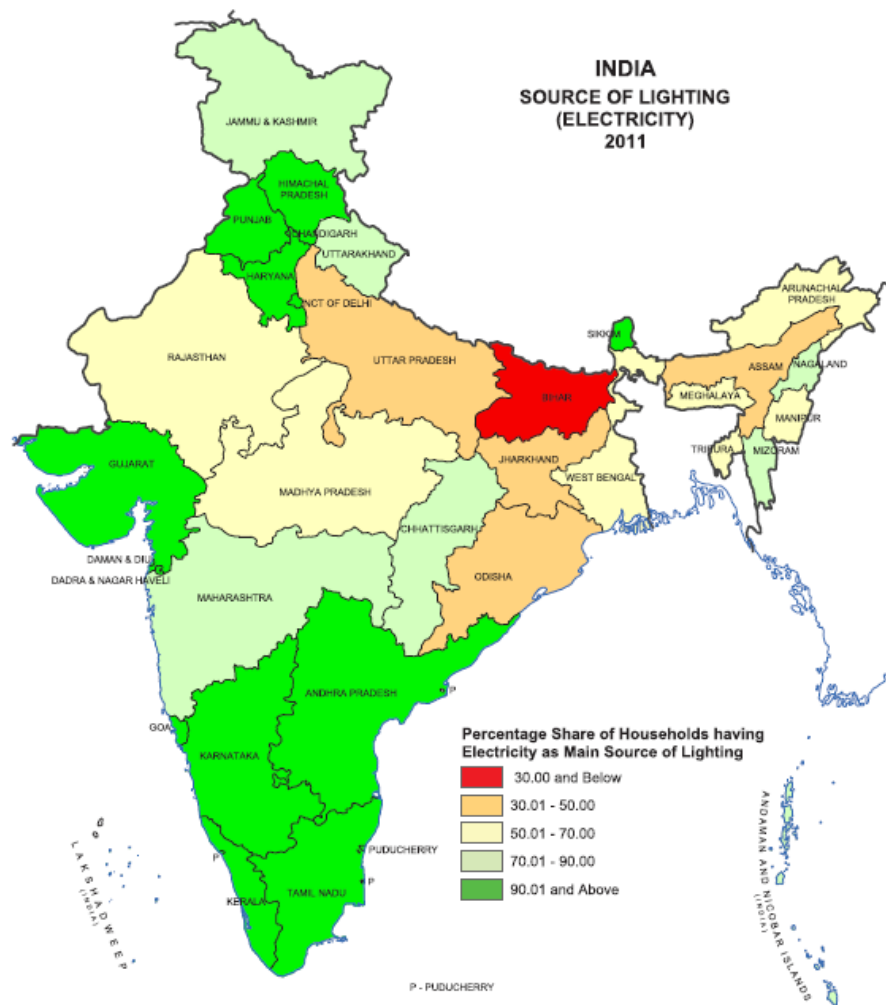 INDIA
SOURCE OF LIGHTING
(ELECTRICITY)
2011
JAMMU & KASHMIR
HIMACHAL
PRADESH
PUNJAB
CHANDIGARH
UTTARAKHAND
HARYANA
NCT OF DELHI
ARUNACHAL
PRADESH
SIKKIM
RAJASTHAN
UTTAR PRADESH
ASSAM
NAGALAND
BIHAR
MEGHALAYA
MANIPUR
TRIPURA
MIZORAM
GUJARAT
JHARKHAND
WEST BENGAL
MADHYA PRADESH
CHHATTISGARH
DAMAN & DIU
DADRA & NAGAR HAVELI
ODISHA
MAHARASHTRA
ANDHRA PRADESH
P
GOA
KARNATAKA
Percentage Share of Households having
Electricity as Main Source of Lighting
30.00 and Below
30.01 - 50.00
50.01 - 70.00
70.01 - 90.00
90.01 and Above
PUDUCHERRY
P
P
KERALA
TAMIL NADU
LAKSHADWEEP
(INDIA)
ANDAMAN AND NICOBAR ISLANDS
(INDIA)
P - PUDUCHERRY